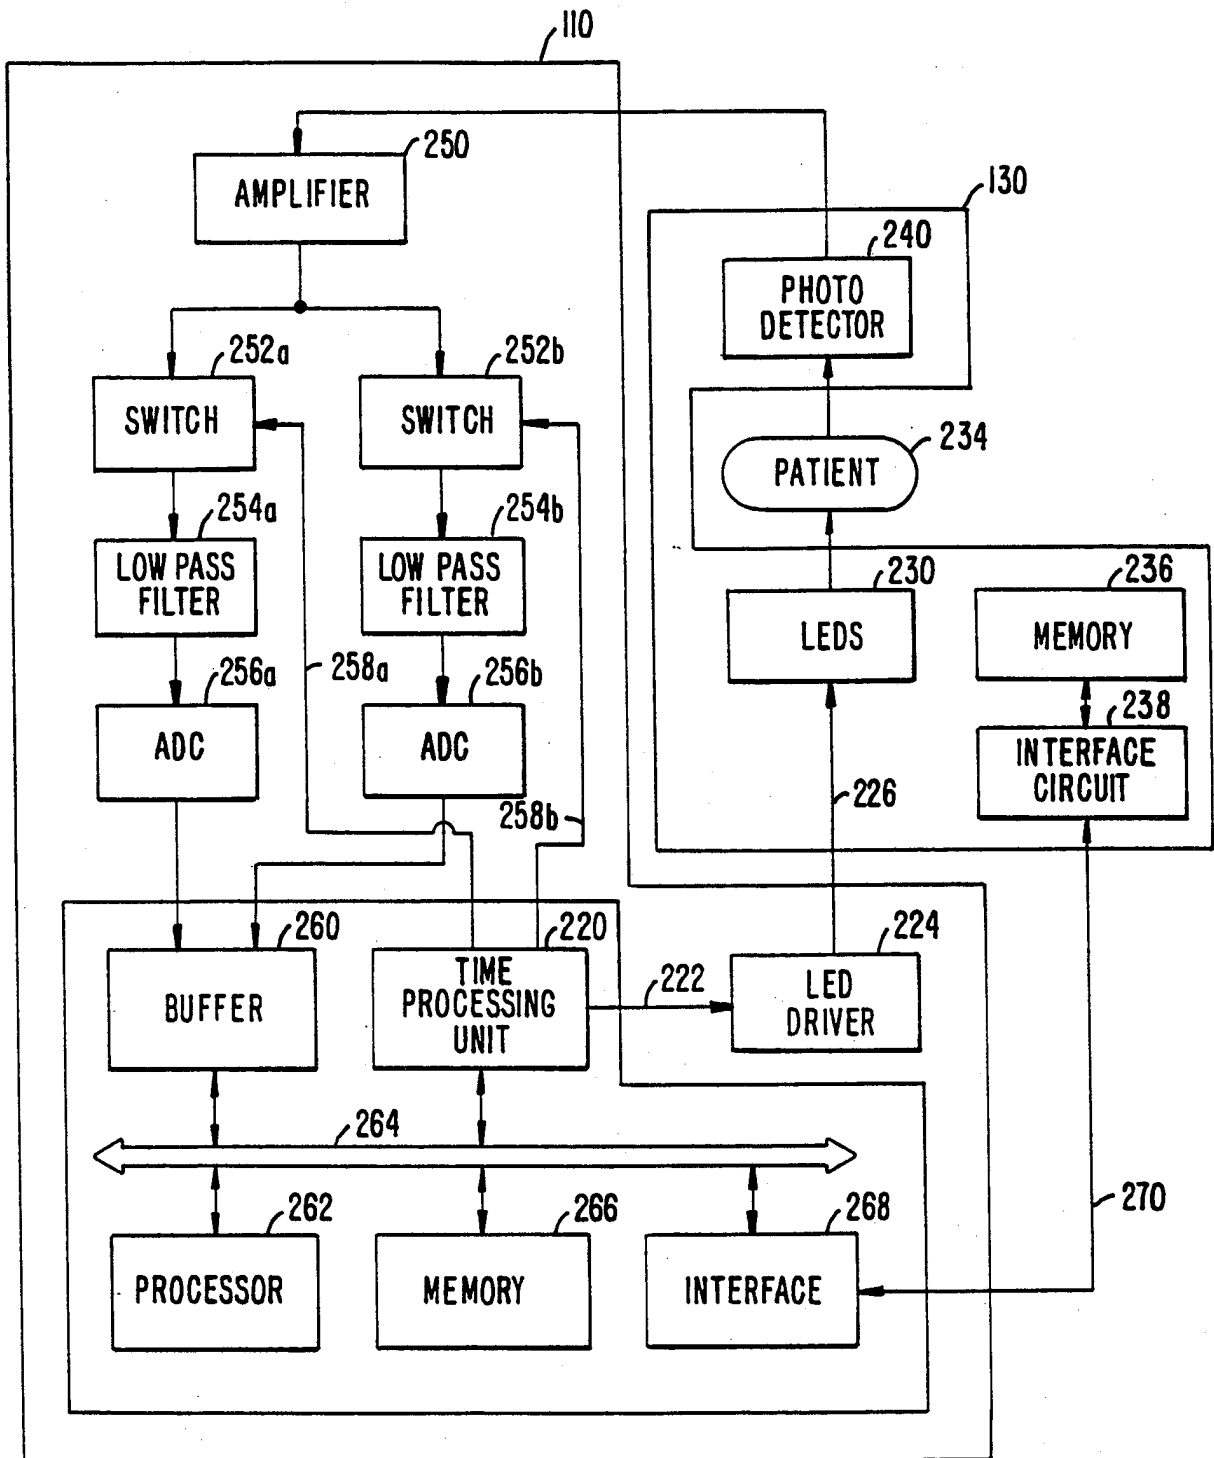 110
250
AMPLIFIER
130
240
PHOTO
DETECTOR
252a
252b
SWITCH
SWITCH
234
PATIENT
254a
254b
LOW PASS
FILTER
LOW PASS
FILTER
230
236
LEDS
MEMORY
256a
258a
256b
238
ADC
ADC
INTERFACE
CIRCUIT
226
258b
260
220
224
BUFFER
TIME
PROCESSING
UNIT
222
LED
DRIVER
264
270
262
266
268
PROCESSOR
MEMORY
INTERFACE